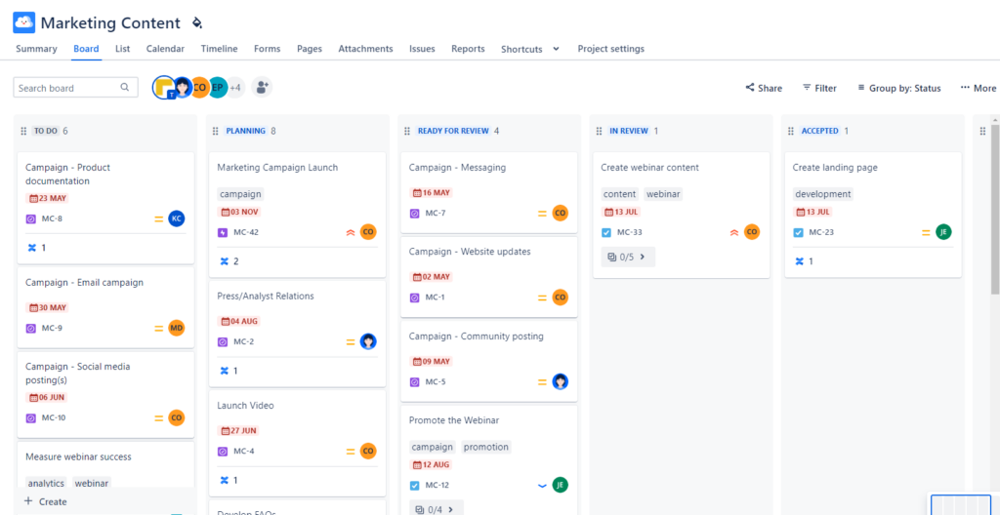 Marketing Content
Summary Board List Calendar Timeline Forms Pages Attachments Issues Reports Shortcuts Project settings
Search board
CO EP +4
T
Share Filter Group by: Status More
TO DO 6
Campaign - Product
documentation
23 MAY
MC-8 KC
1
Campaign - Email campaign
30 MAY
MC-9 MD
Campaign - Social media
posting(s)
06 JUN
MC-10 CO
Measure webinar success
analytics webinar
Create
PLANNING 8
Marketing Campaign Launch
campaign
03 NOV
MC-42 CO
2
Press/Analyst Relations
04 AUG
MC-2
1
Launch Video
27 JUN
MC-4 CO
1
Develop FAQs
READY FOR REVIEW 4
Campaign - Messaging
16 MAY
MC-7 CO
Campaign - Website updates
02 MAY
MC-1 CO
Campaign - Community posting
09 MAY
MC-5
Promote the Webinar
campaign promotion
12 AUG
MC-12 JE
0/4
IN REVIEW 1
Create webinar content
content webinar
13 JUL
MC-33 CO
0/5
ACCEPTED 1
Create landing page
development
13 JUL
MC-23 JE
1